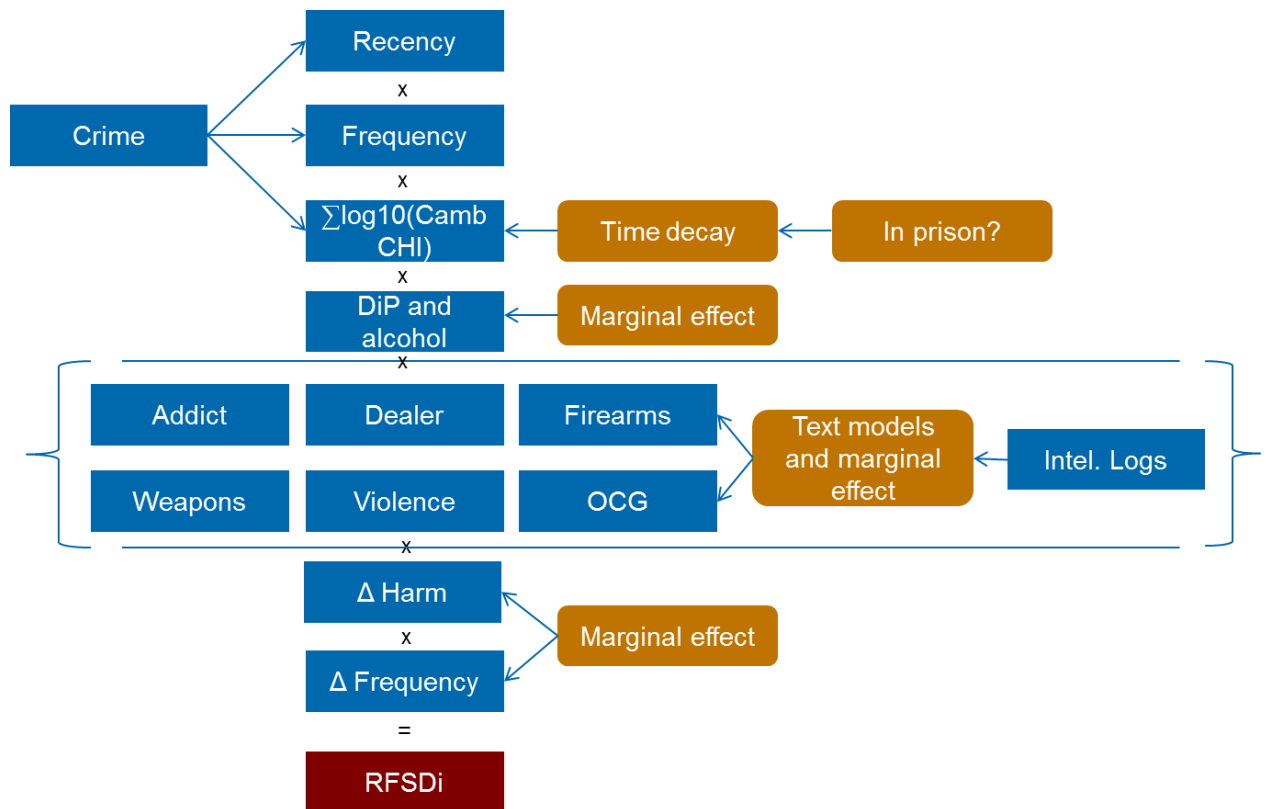 Recency
x
Crime
Frequency
x
∑log10(Camb
CHI)
Time decay
In prison?
x
DiP and
alcohol
Marginal effect
x
Addict
Dealer
Firearms
Text models
and marginal
effect
Intel. Logs
Weapons
Violence
OCG
x
Δ Harm
x
Marginal effect
Δ Frequency
=
RFSDi